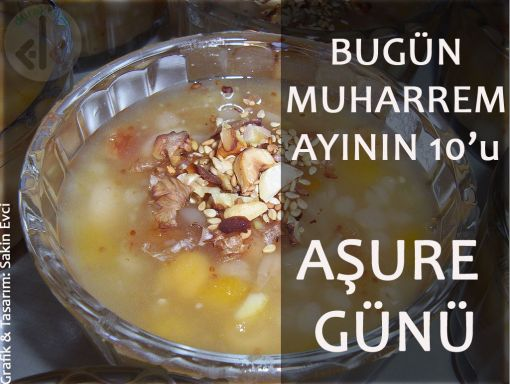 BUGÜN
MUHARREM
AYININ 10'u
AŞURE
GÜNÜ
Grafik & Tasarım: Sakin Evci